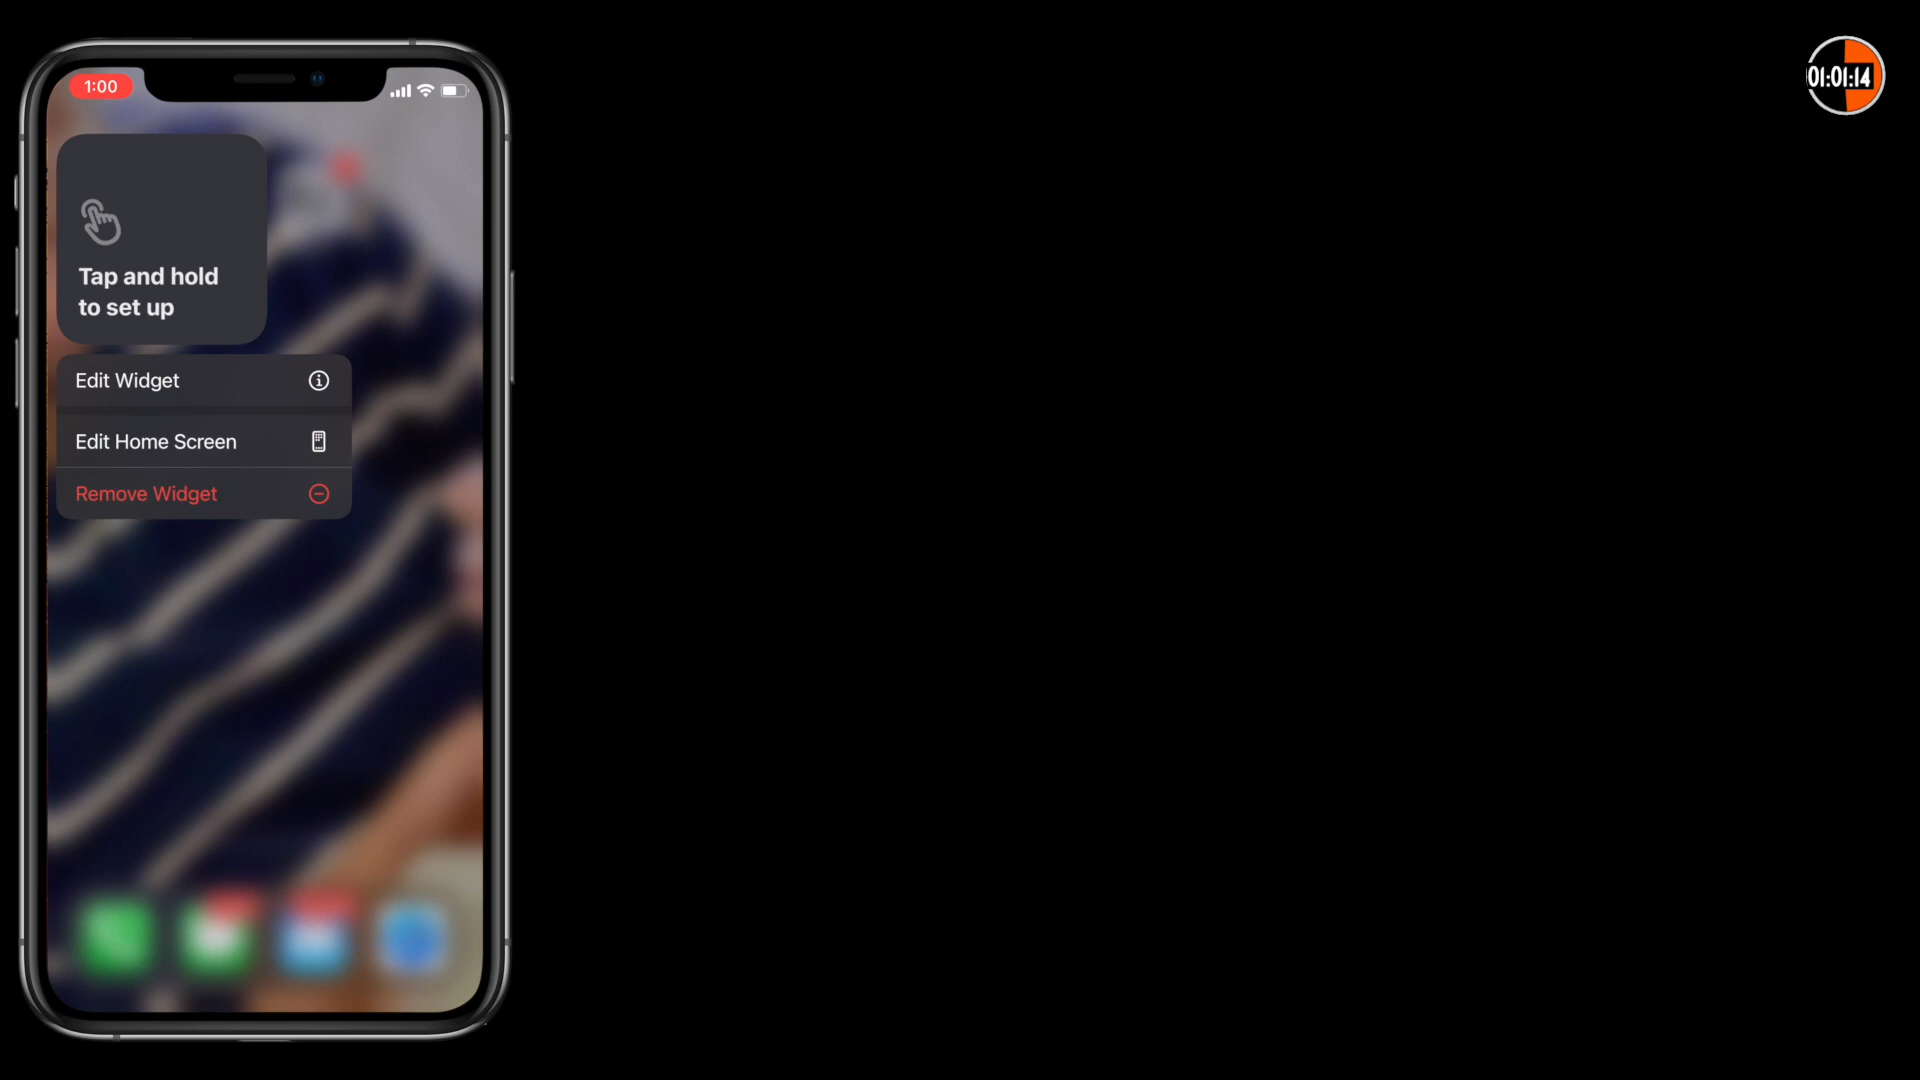 1:00
01:01:14
Tap and hold
to set up
Edit Widget
Edit Home Screen
Remove Widget